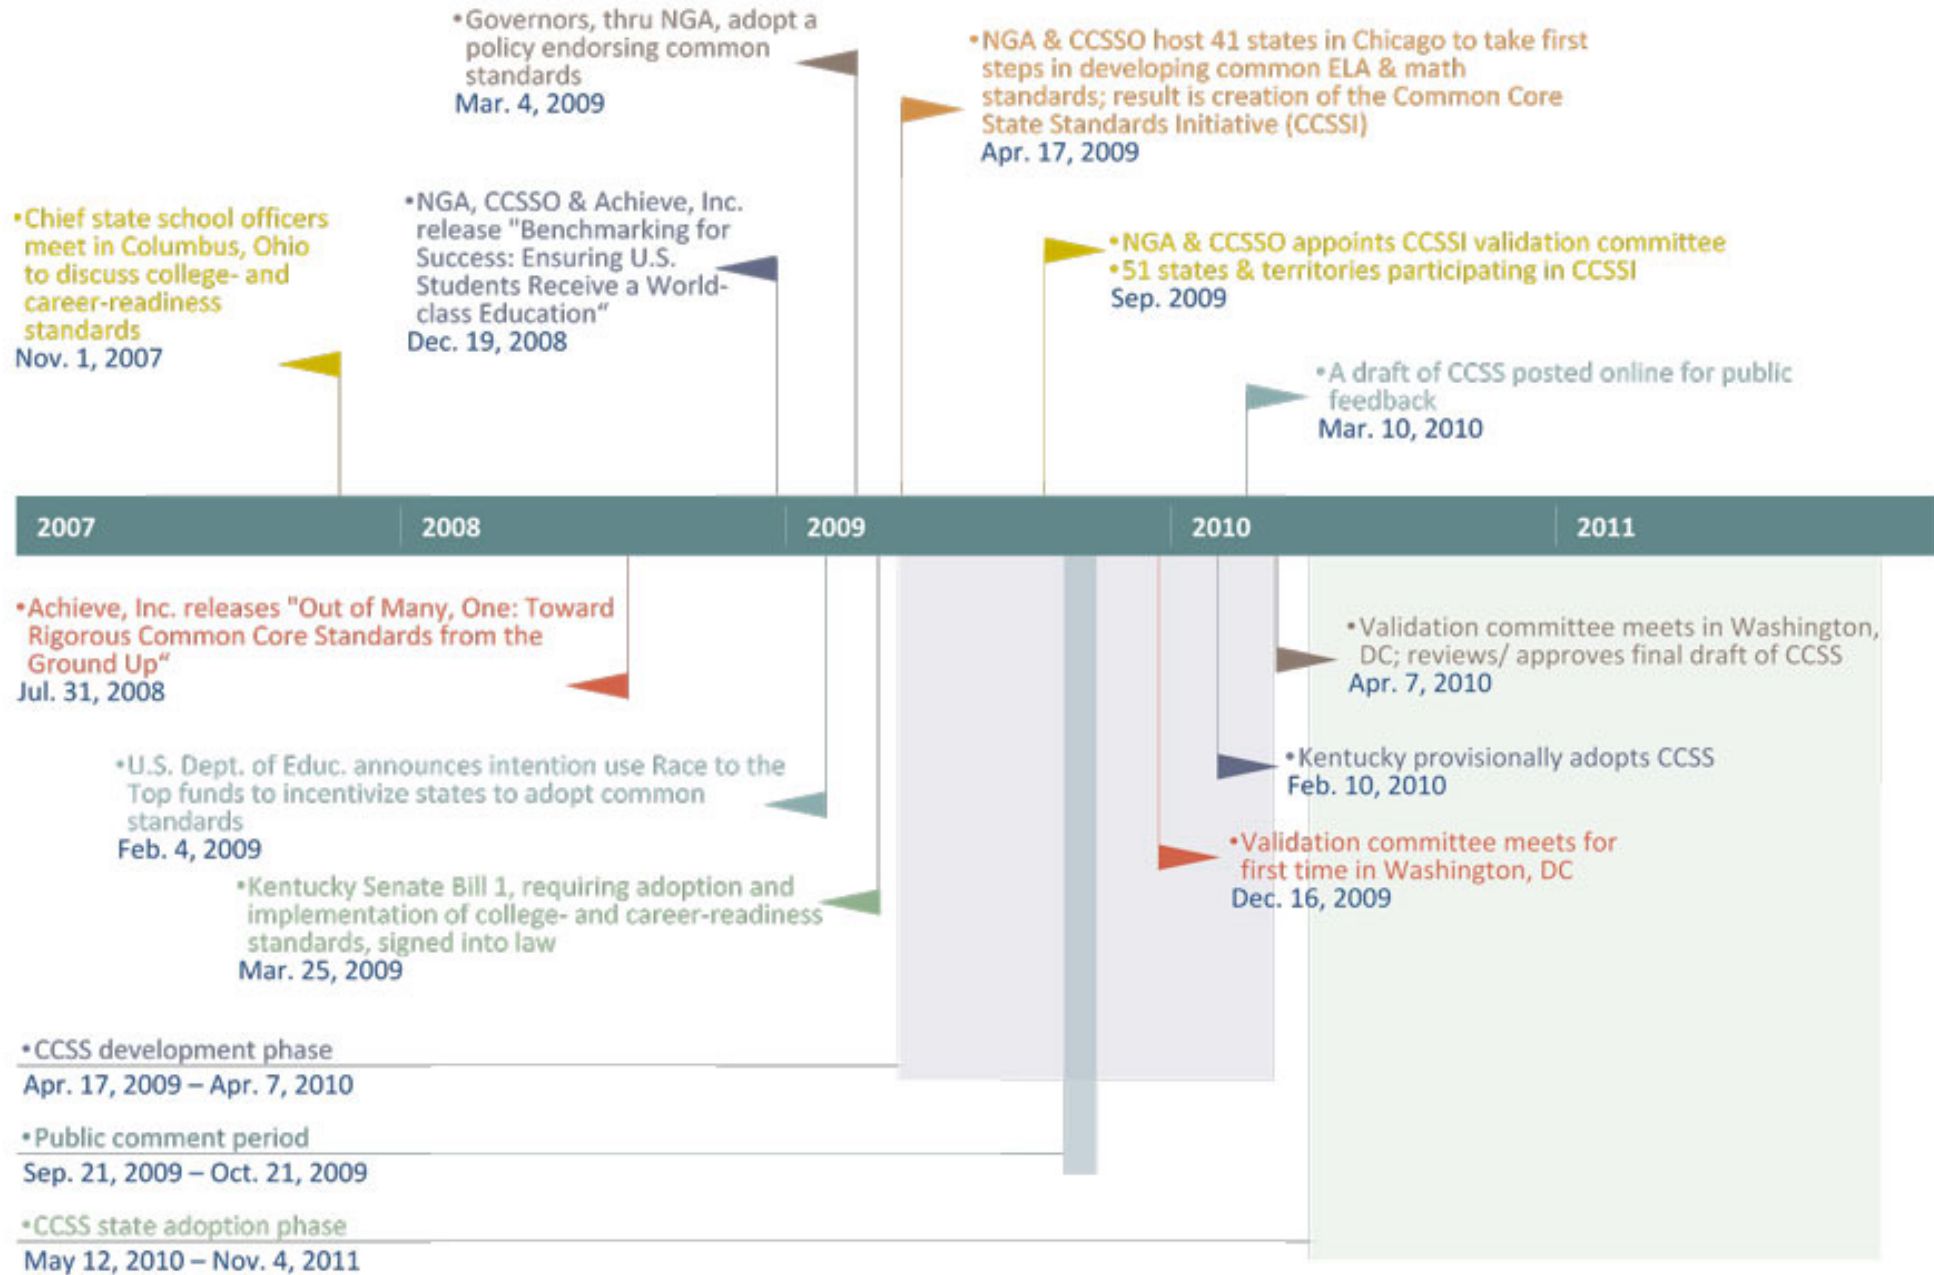 •Governors, thru NGA, adopt a
policy endorsing common
standards
Mar. 4, 2009
•NGA & CCSSO host 41 states in Chicago to take first
steps in developing common ELA & math
standards; result is creation of the Common Core
State Standards Initiative (CCSSI)
Apr. 17, 2009
•Chief state school officers
meet in Columbus, Ohio
to discuss college- and
career-readiness
standards
Nov. 1, 2007
•NGA, CCSSO & Achieve, Inc.
release "Benchmarking for
Success: Ensuring U.S.
Students Receive a World-
class Education“
Dec. 19, 2008
•NGA & CCSSO appoints CCSSI validation committee
•51 states & territories participating in CCSSI
Sep. 2009
•A draft of CCSS posted online for public
feedback
Mar. 10, 2010
2007 2008 2009 2010 2011
•Achieve, Inc. releases "Out of Many, One: Toward
Rigorous Common Core Standards from the
Ground Up“
Jul. 31, 2008
•Validation committee meets in Washington,
DC; reviews/ approves final draft of CCSS
Apr. 7, 2010
•U.S. Dept. of Educ. announces intention use Race to the
Top funds to incentivize states to adopt common
standards
Feb. 4, 2009
•Kentucky provisionally adopts CCSS
Feb. 10, 2010
•Validation committee meets for
first time in Washington, DC
Dec. 16, 2009
•Kentucky Senate Bill 1, requiring adoption and
implementation of college- and career-readiness
standards, signed into law
Mar. 25, 2009
•CCSS development phase
Apr. 17, 2009 – Apr. 7, 2010
•Public comment period
Sep. 21, 2009 – Oct. 21, 2009
•CCSS state adoption phase
May 12, 2010 – Nov. 4, 2011